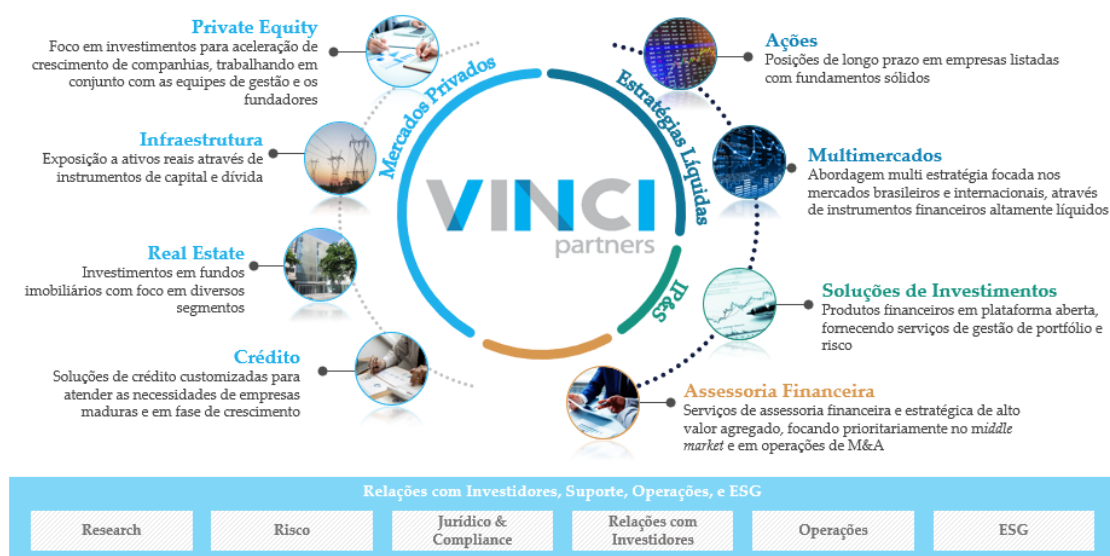 Private Equity
Foco em investimentos para aceleração de
crescimento de companhias, trabalhando em
conjunto com as equipes de gestão e os
fundadores
Infraestrutura
Exposição a ativos reais através de
instrumentos de capital e dívida
Real Estate
Investimentos em fundos
imobiliários com foco em diversos
segmentos
Crédito
Soluções de crédito customizadas para
atender as necessidades de empresas
maduras e em fase de crescimento
Mercados Privados
VINCI
partners
Estratégias Líquidas
IP&S
Ações
Posições de longo prazo em empresas listadas
com fundamentos sólidos
Multimercados
Abordagem multi estratégia focada nos
mercados brasileiros e internacionais, através
de instrumentos financeiros altamente líquidos
Soluções de Investimentos
Produtos financeiros em plataforma aberta,
fornecendo serviços de gestão de portfólio e
risco
Assessoria Financeira
Serviços de assessoria financeira e estratégica de alto
valor agregado, focando prioritariamente no middle
market e em operações de M&A
Relações com Investidores, Suporte, Operações, e ESG
Research
Risco
Jurídico &
Compliance
Relações com
Investidores
Operações
ESG